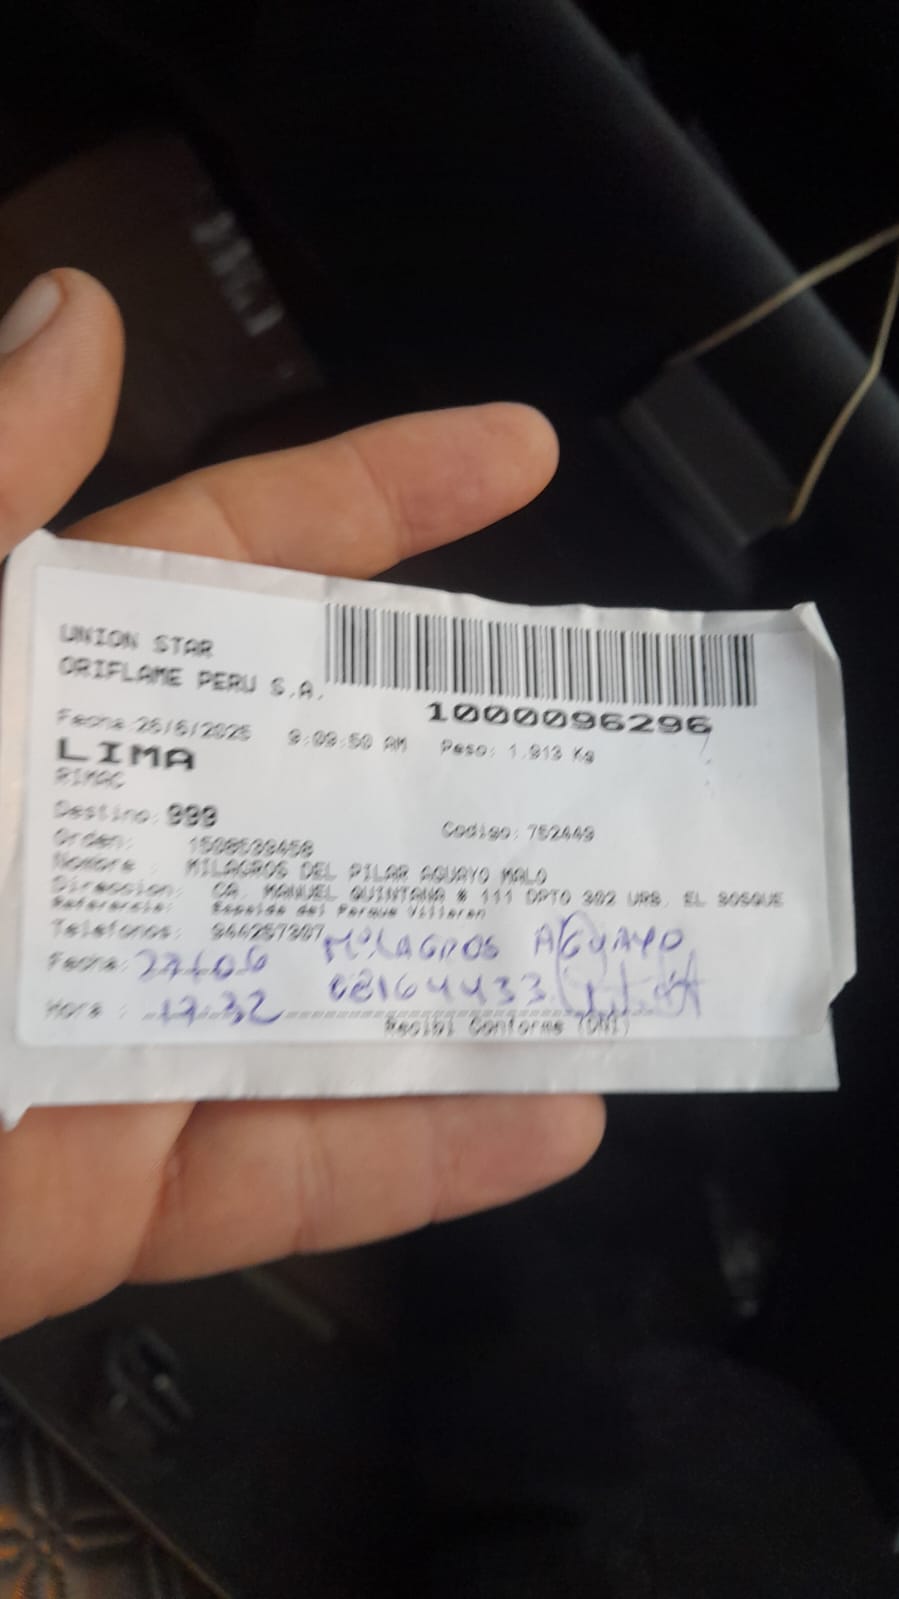 UNION STAR
ORIFLAME PERU S.A.
1000096296
Fecha: 26/6/2025 9:09:50 AM Peso: 1.913 Kg
LIMA
RIMAC
Destino: 999 Codigo: 752449
Orden: 1508539458
Nombre : MILAGROS DEL PILAR AGUAYO MALO
Direccion: CA. MANUEL QUINTANA # 111 DPTO 302 URB. EL BOSQUE
Referencia: Espalda del Parque Villaran
Telefonos: 944257307
Milagros Aguayo
Fecha: 27-06
08164433
Hora : 17-32
Recibi Conforme (DNI)